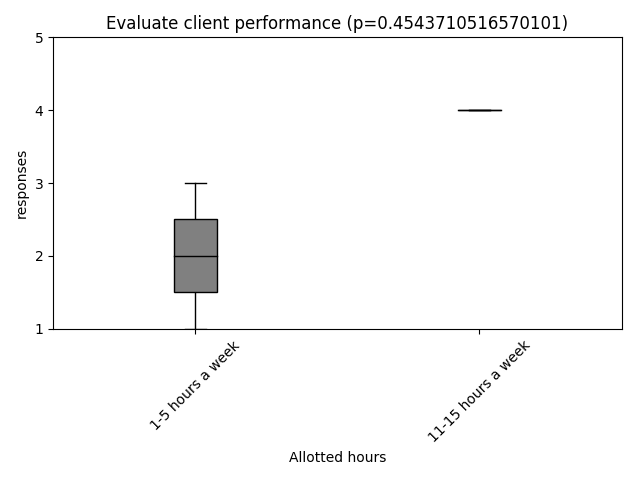 Evaluate client performance (p=0.4543710516570101)
5
4
3
2
1
responses
1-5 hours a week
11-15 hours a week
Allotted hours